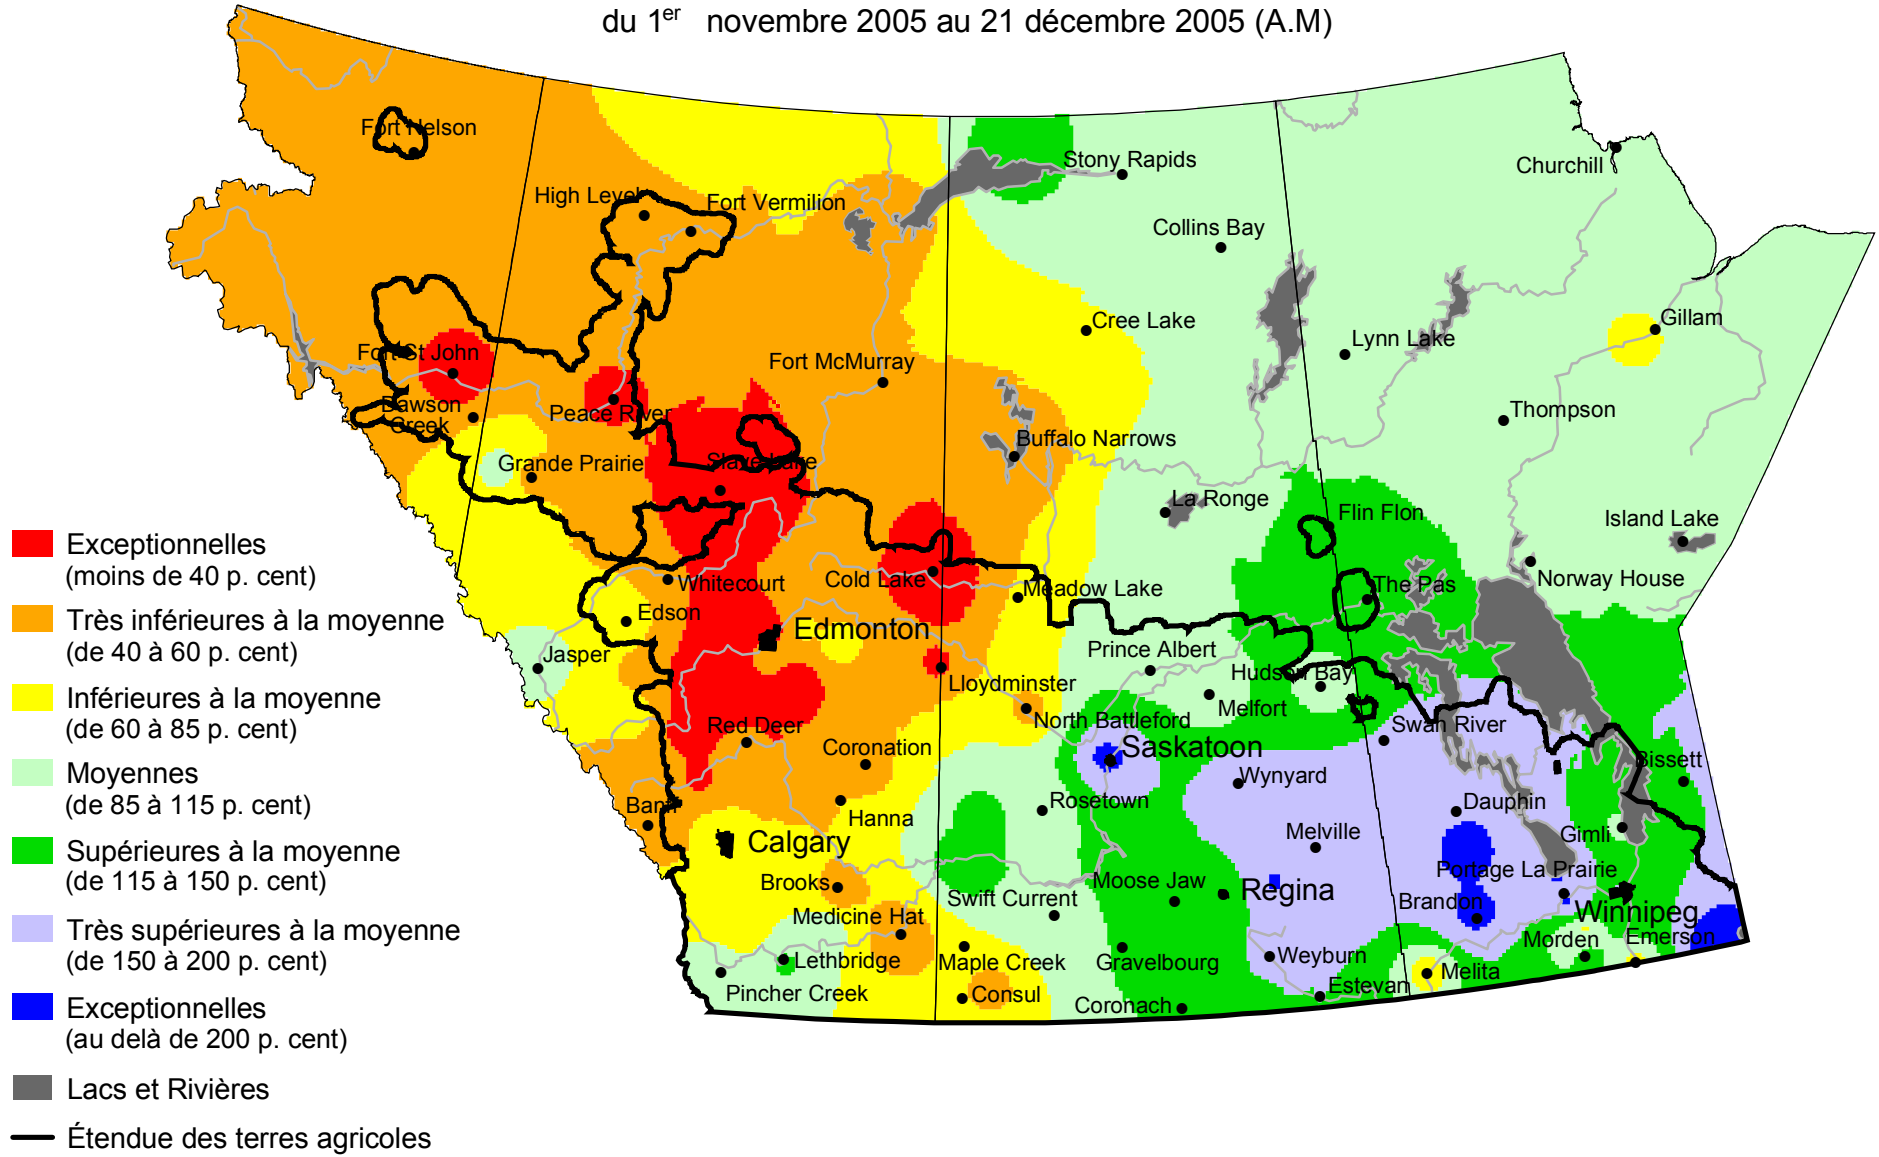 du 1er novembre 2005 au 21 décembre 2005 (A.M)
Fort Nelson
Churchill
Stony Rapids
High Level
Fort Vermilion
Collins Bay
Cree Lake
Gillam
Lynn Lake
Fort St John
Fort McMurray
Dawson
Creek
Peace River
Thompson
Buffalo Narrows
Grande Prairie
Slave Lake
La Ronge
Flin Flon
Island Lake
Whitecourt
Cold Lake
Meadow Lake
The Pas
Norway House
Edson
Edmonton
Jasper
Prince Albert
Hudson Bay
Lloydminster
Melfort
North Battleford
Swan River
Red Deer
Coronation
Saskatoon
Wynyard
Bissett
Banff
Hanna
Rosetown
Dauphin
Calgary
Melville
Gimli
Brooks
Moose Jaw
Regina
Portage La Prairie
Swift Current
Brandon
Winnipeg
Medicine Hat
Morden
Emerson
Lethbridge
Maple Creek
Gravelbourg
Weyburn
Melita
Pincher Creek
Consul
Coronach
Estevan
Exceptionnelles
(moins de 40 p. cent)
Très inférieures à la moyenne
(de 40 à 60 p. cent)
Inférieures à la moyenne
(de 60 à 85 p. cent)
Moyennes
(de 85 à 115 p. cent)
Supérieures à la moyenne
(de 115 à 150 p. cent)
Très supérieures à la moyenne
(de 150 à 200 p. cent)
Exceptionnelles
(au delà de 200 p. cent)
Lacs et Rivières
Étendue des terres agricoles